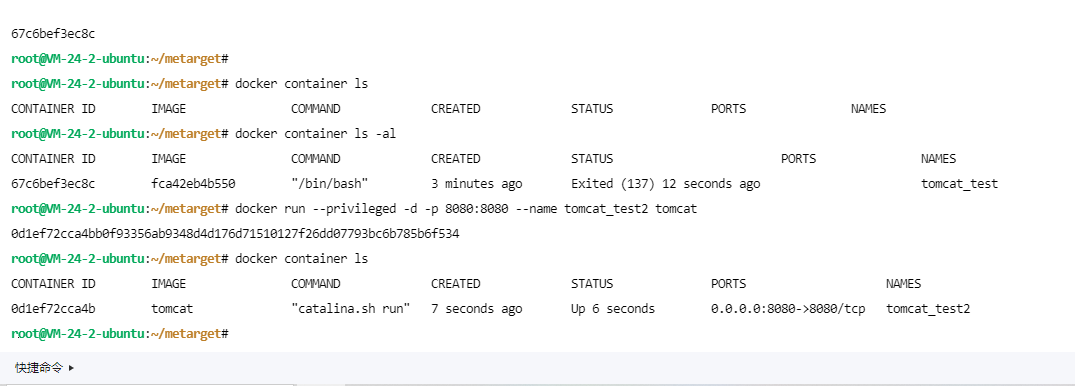 67c6bef3ec8c
root@VM-24-2-ubuntu:~/metarget#
root@VM-24-2-ubuntu:~/metarget# docker container ls
CONTAINER ID IMAGE COMMAND CREATED STATUS PORTS NAMES
root@VM-24-2-ubuntu:~/metarget# docker container ls -al
CONTAINER ID IMAGE COMMAND CREATED STATUS PORTS NAMES
67c6bef3ec8c fca42eb4b550 "/bin/bash" 3 minutes ago Exited (137) 12 seconds ago tomcat_test
root@VM-24-2-ubuntu:~/metarget# docker run --privileged -d -p 8080:8080 --name tomcat_test2 tomcat
0d1ef72cca4bb0f93356ab9348d4d176d71510127f26dd07793bc6b785b6f534
root@VM-24-2-ubuntu:~/metarget# docker container ls
CONTAINER ID IMAGE COMMAND CREATED STATUS PORTS NAMES
0d1ef72cca4b tomcat "catalina.sh run" 7 seconds ago Up 6 seconds 0.0.0.0:8080->8080/tcp tomcat_test2
root@VM-24-2-ubuntu:~/metarget#
快捷命令